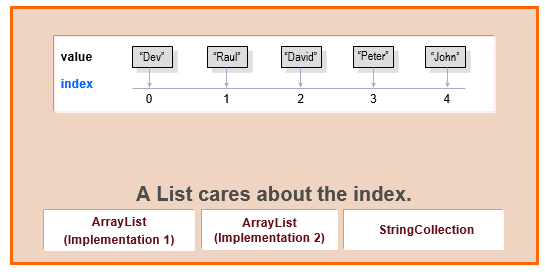 value "Dev" "Raul" "David" "Peter" "John"
index
0 1 2 3 4
A List cares about the index.
ArrayList
(Implementation 1)
ArrayList
(Implementation 2)
StringCollection